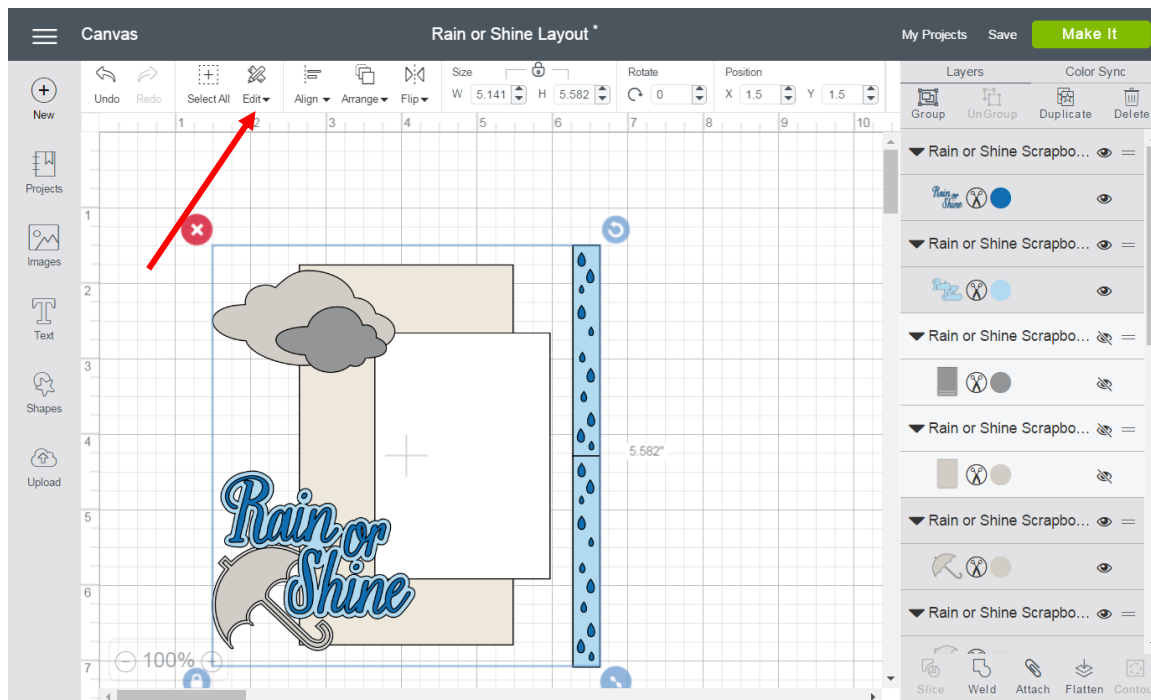 Canvas
Rain or Shine Layout *
My Projects Save Make It
New
Projects
Images
Text
Shapes
Upload
Undo Redo Select All Edit▾ Align ▾ Arrange▾ Flip▾
Size
W 5.141 H 5.582
Rotate
0
Position
X 1.5 Y 1.5
1 2 3 4 5 6 7 8 9 10
1
2
3
4
5
6
7
5.582"
Rain or
Shine
100%
Layers Color Sync
Group UnGroup Duplicate Delete
Rain or Shine Scrapbo...
Rain or
Shine
Rain or Shine Scrapbo...
Rain or Shine Scrapbo...
Rain or Shine Scrapbo...
Rain or Shine Scrapbo...
Rain or Shine Scrapbo...
Slice Weld Attach Flatten Contou